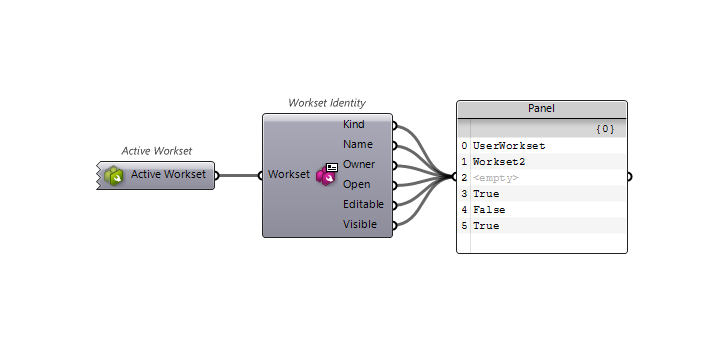 Active Workset
Active Workset
Workset Identity
Workset
Kind
Name
Owner
Open
Editable
Visible
Panel
{0}
0 UserWorkset
1 Workset2
2 <empty>
3 True
4 False
5 True